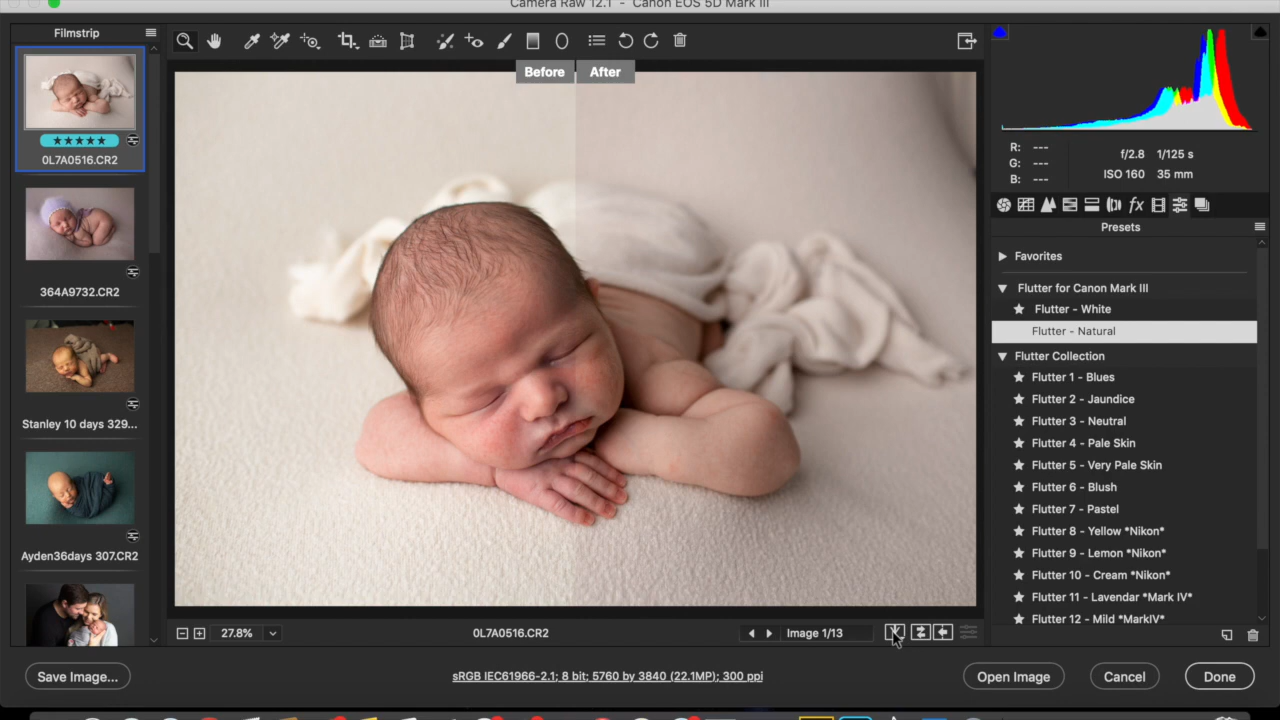 Camera Raw 12.1 - Canon EOS 5D Mark III
Filmstrip
0L7A0516.CR2
364A9732.CR2
Stanley 10 days 329...
Ayden36days 307.CR2
Before
After
R: ---
G: ---
B: ---
f/2.8 1/125 s
ISO 160 35 mm
fx
Presets
Favorites
Flutter for Canon Mark III
Flutter - White
Flutter - Natural
Flutter Collection
Flutter 1 - Blues
Flutter 2 - Jaundice
Flutter 3 - Neutral
Flutter 4 - Pale Skin
Flutter 5 - Very Pale Skin
Flutter 6 - Blush
Flutter 7 - Pastel
Flutter 8 - Yellow *Nikon*
Flutter 9 - Lemon *Nikon*
Flutter 10 - Cream *Nikon*
Flutter 11 - Lavendar *Mark IV*
Flutter 12 - Mild *MarkIV*
27.8%
0L7A0516.CR2
Image 1/13
Save Image...
sRGB IEC61966-2.1; 8 bit; 5760 by 3840 (22.1MP); 300 ppi
Open Image
Cancel
Done